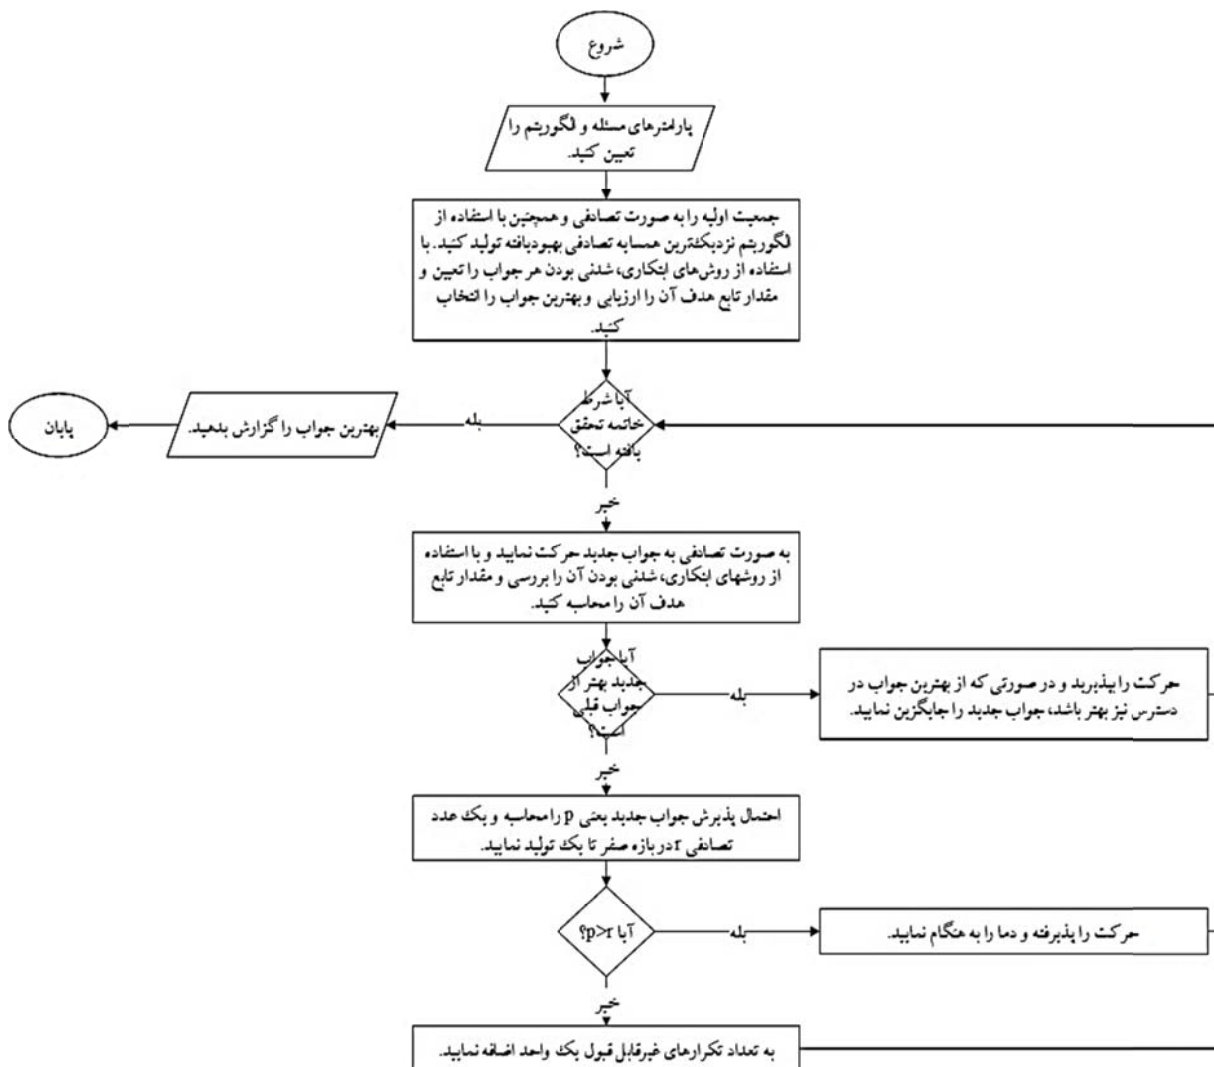 شروع
پارامترهای مسئله و الگوریتم را
تعیین کنید.
جمعیت اولیه را به صورت تصادفی و همچنین با استفاده از
الگوریتم نزدیکترین همسایه تصادفی بهبودیافته تولید کنید. با
استفاده از روش‌های ابتکاری، شدنی بودن هر جواب را تعیین و
مقدار تابع هدف آن را ارزیابی و بهترین جواب را انتخاب
کنید.
آیا شرط
خاتمه تحقق
یافته است؟
بله
بهترین جواب را گزارش بدهید.
پایان
خیر
به صورت تصادفی به جواب جدید حرکت نمایید و با استفاده
از روشهای ابتکاری، شدنی بودن آن را بررسی و مقدار تابع
هدف آن را محاسبه کنید.
آیا جواب
جدید بهتر از
جواب قبلی
است؟
بله
حرکت را بپذیرید و در صورتی که از بهترین جواب در
دسترس نیز بهتر باشد، جواب جدید را جایگزین نمایید.
خیر
احتمال پذیرش جواب جدید یعنی p را محاسبه و یک عدد
تصادفی r در بازه صفر تا یک تولید نمایید.
آیا p>r؟
بله
حرکت را پذیرفته و دما را به هنگام نمایید.
خیر
به تعداد تکرارهای غیرقابل قبول یک واحد اضافه نمایید.